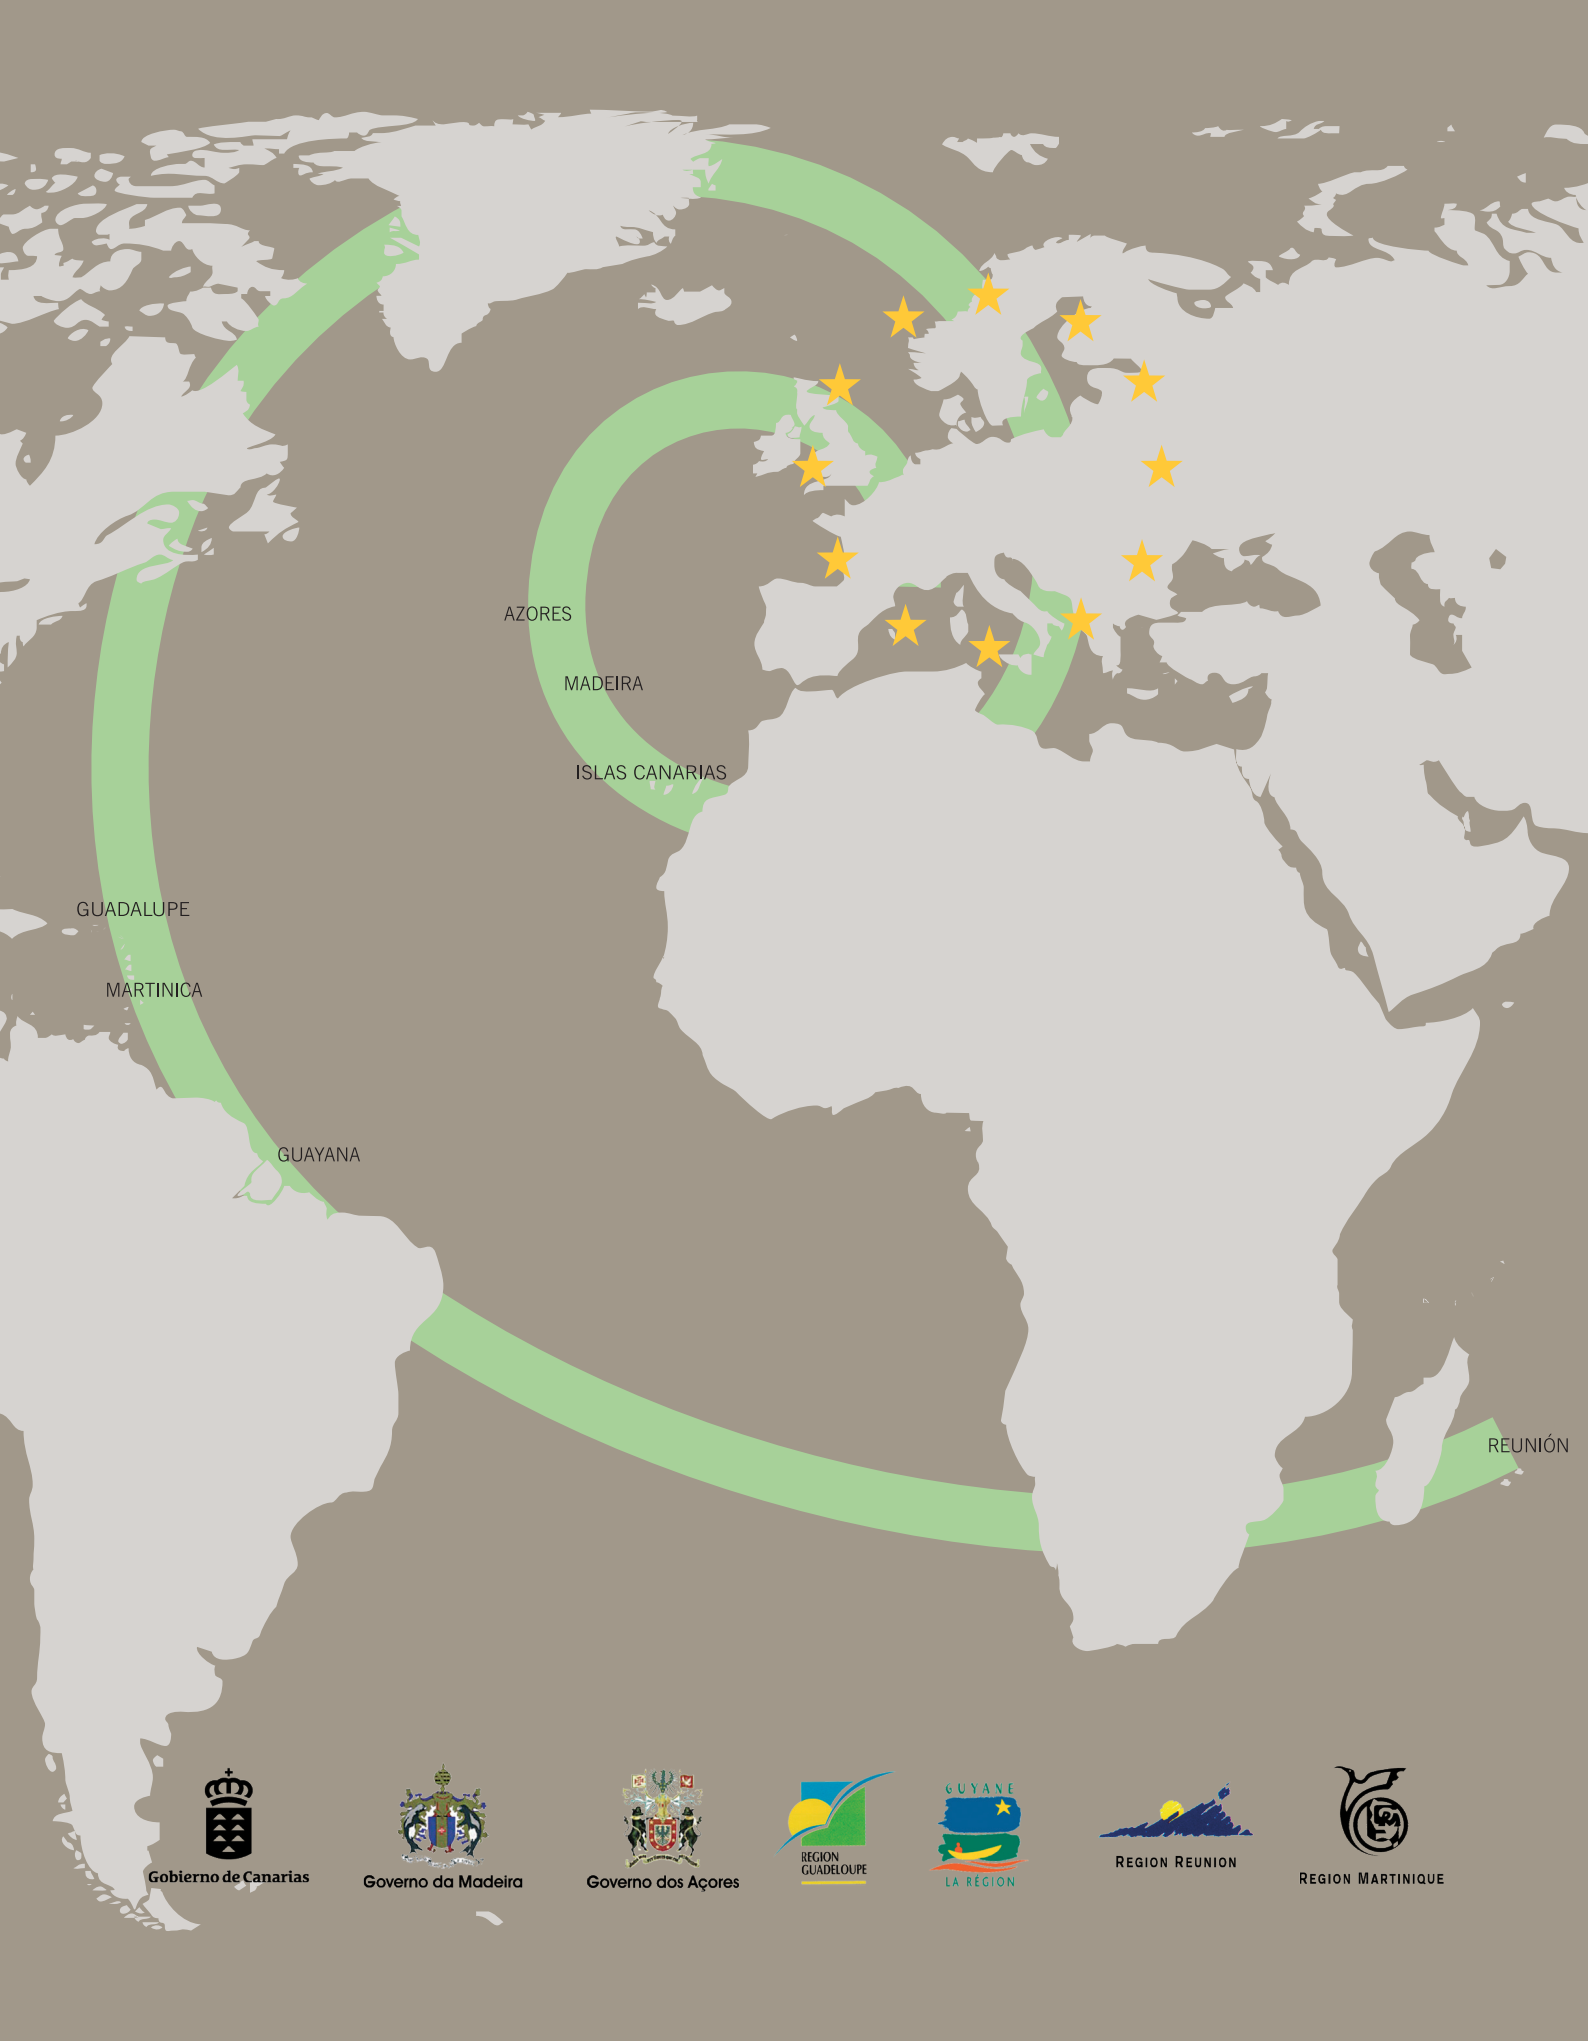 AZORES
MADEIRA
ISLAS CANARIAS
GUADALUPE
MARTINICA
GUAYANA
REUNIÓN
Gobierno de Canarias
Governo da Madeira
Governo dos Açores
REGION
GUADELOUPE
GUYANE
LA RÉGION
REGION REUNION
REGION MARTINIQUE